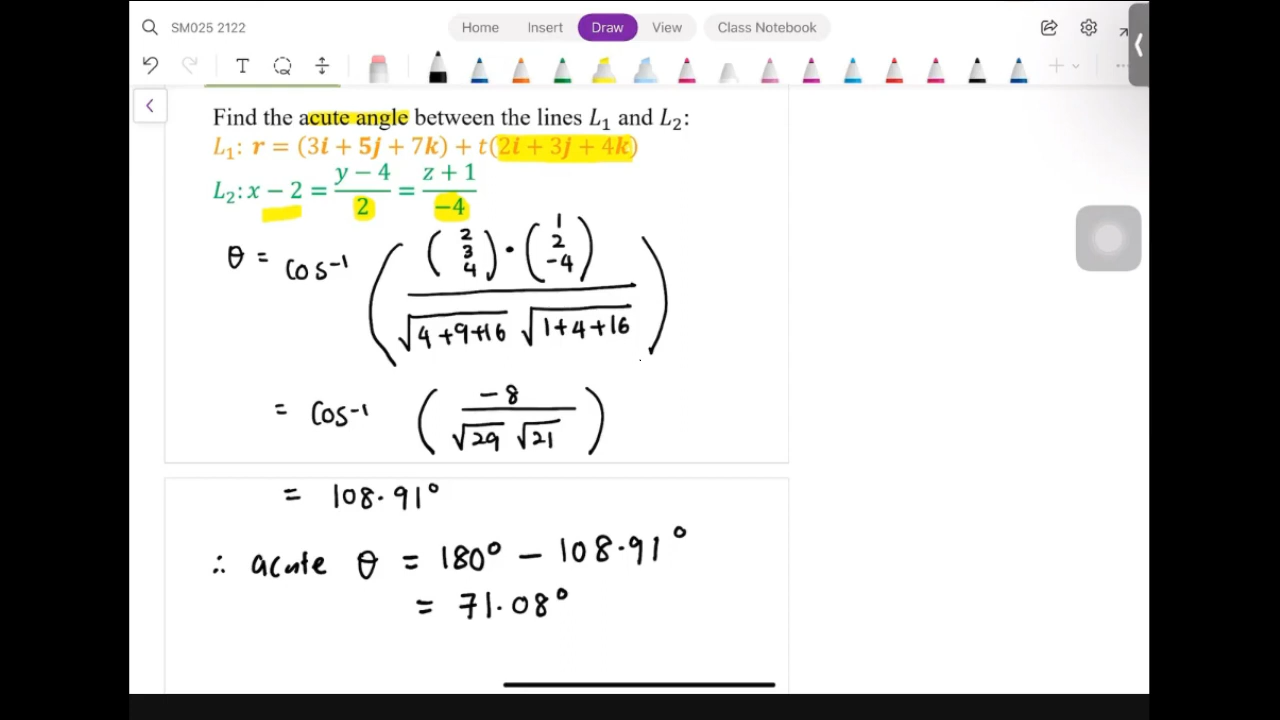 SM025 2122
Home Insert Draw View Class Notebook
T
Find the acute angle between the lines L₁ and L₂:
L₁: r = (3i + 5j + 7k) + t(2i + 3j + 4k)
L₂: x − 2 = (y − 4)/2 = (z + 1)/−4
θ = cos⁻¹ ( (2 3 4) · (1 2 −4) / √(4+9+16) √(1+4+16) )
= cos⁻¹ ( −8 / √29 √21 )
= 108.91°
∴ acute θ = 180° − 108.91°
= 71.08°